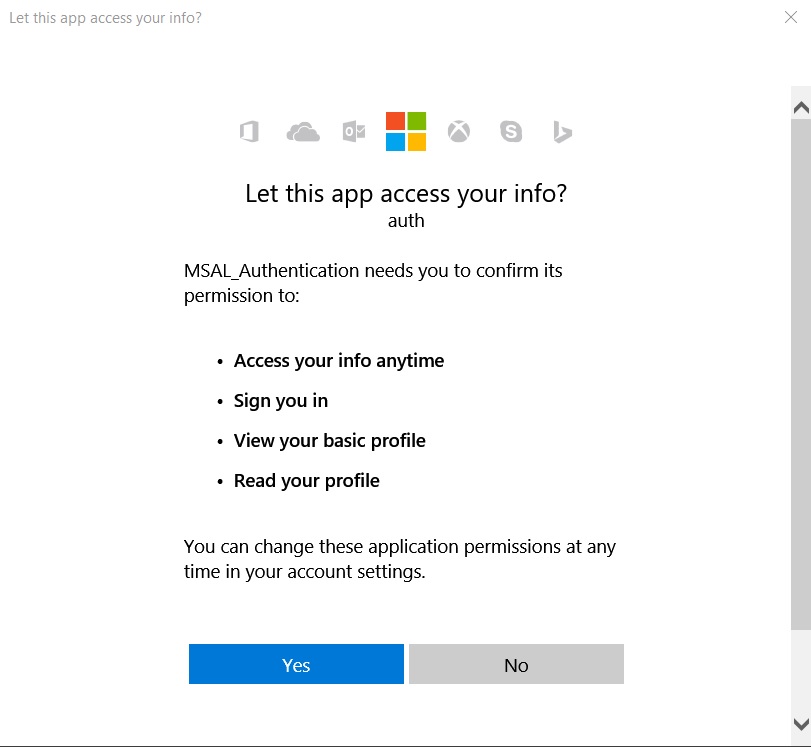 Let this app access your info?
Let this app access your info?
auth
MSAL_Authentication needs you to confirm its
permission to:
• Access your info anytime
• Sign you in
• View your basic profile
• Read your profile
You can change these application permissions at any
time in your account settings.
Yes No